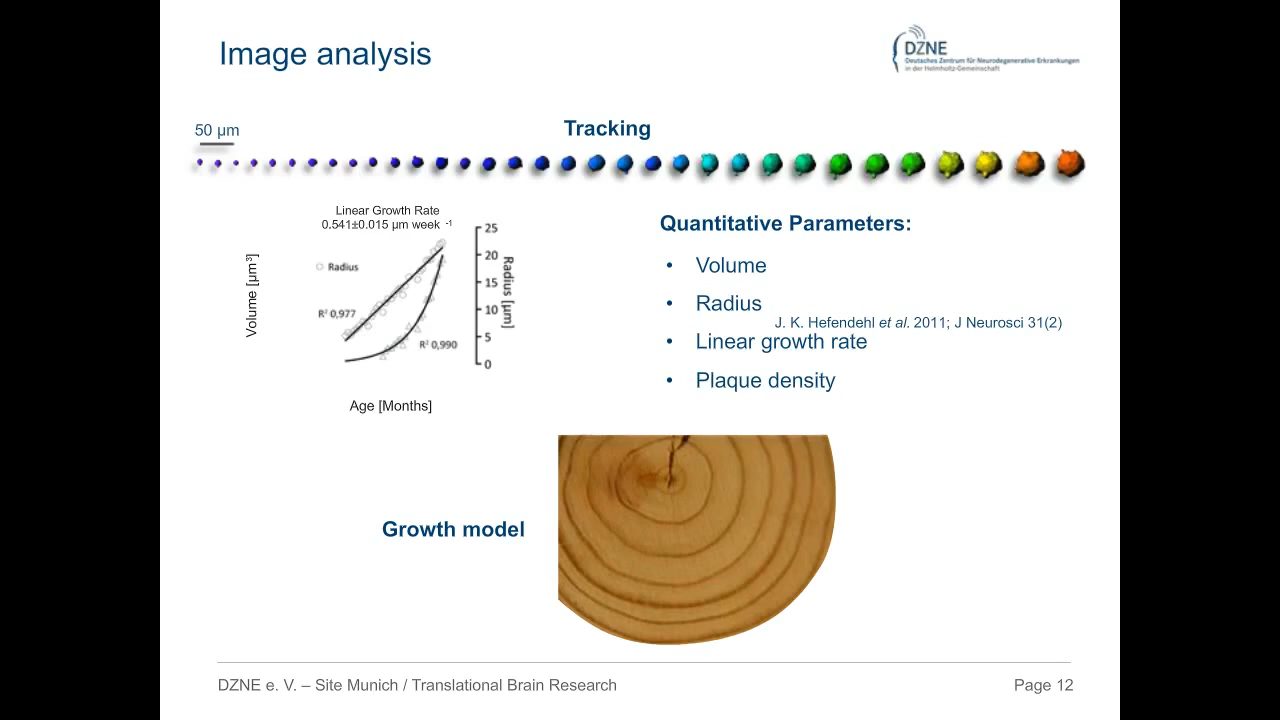 Image analysis
DZNE
Deutsches Zentrum für Neurodegenerative Erkrankungen
in der Helmholtz-Gemeinschaft
50 µm
Tracking
Linear Growth Rate
0.541±0.015 µm week -1
Volume [µm³]
Radius
R² 0,977
R² 0,990
25
20
15
10
5
0
Radius [µm]
Age [Months]
Quantitative Parameters:
• Volume
• Radius
J. K. Hefendehl et al. 2011; J Neurosci 31(2)
• Linear growth rate
• Plaque density
Growth model
DZNE e. V. – Site Munich / Translational Brain Research
Page 12